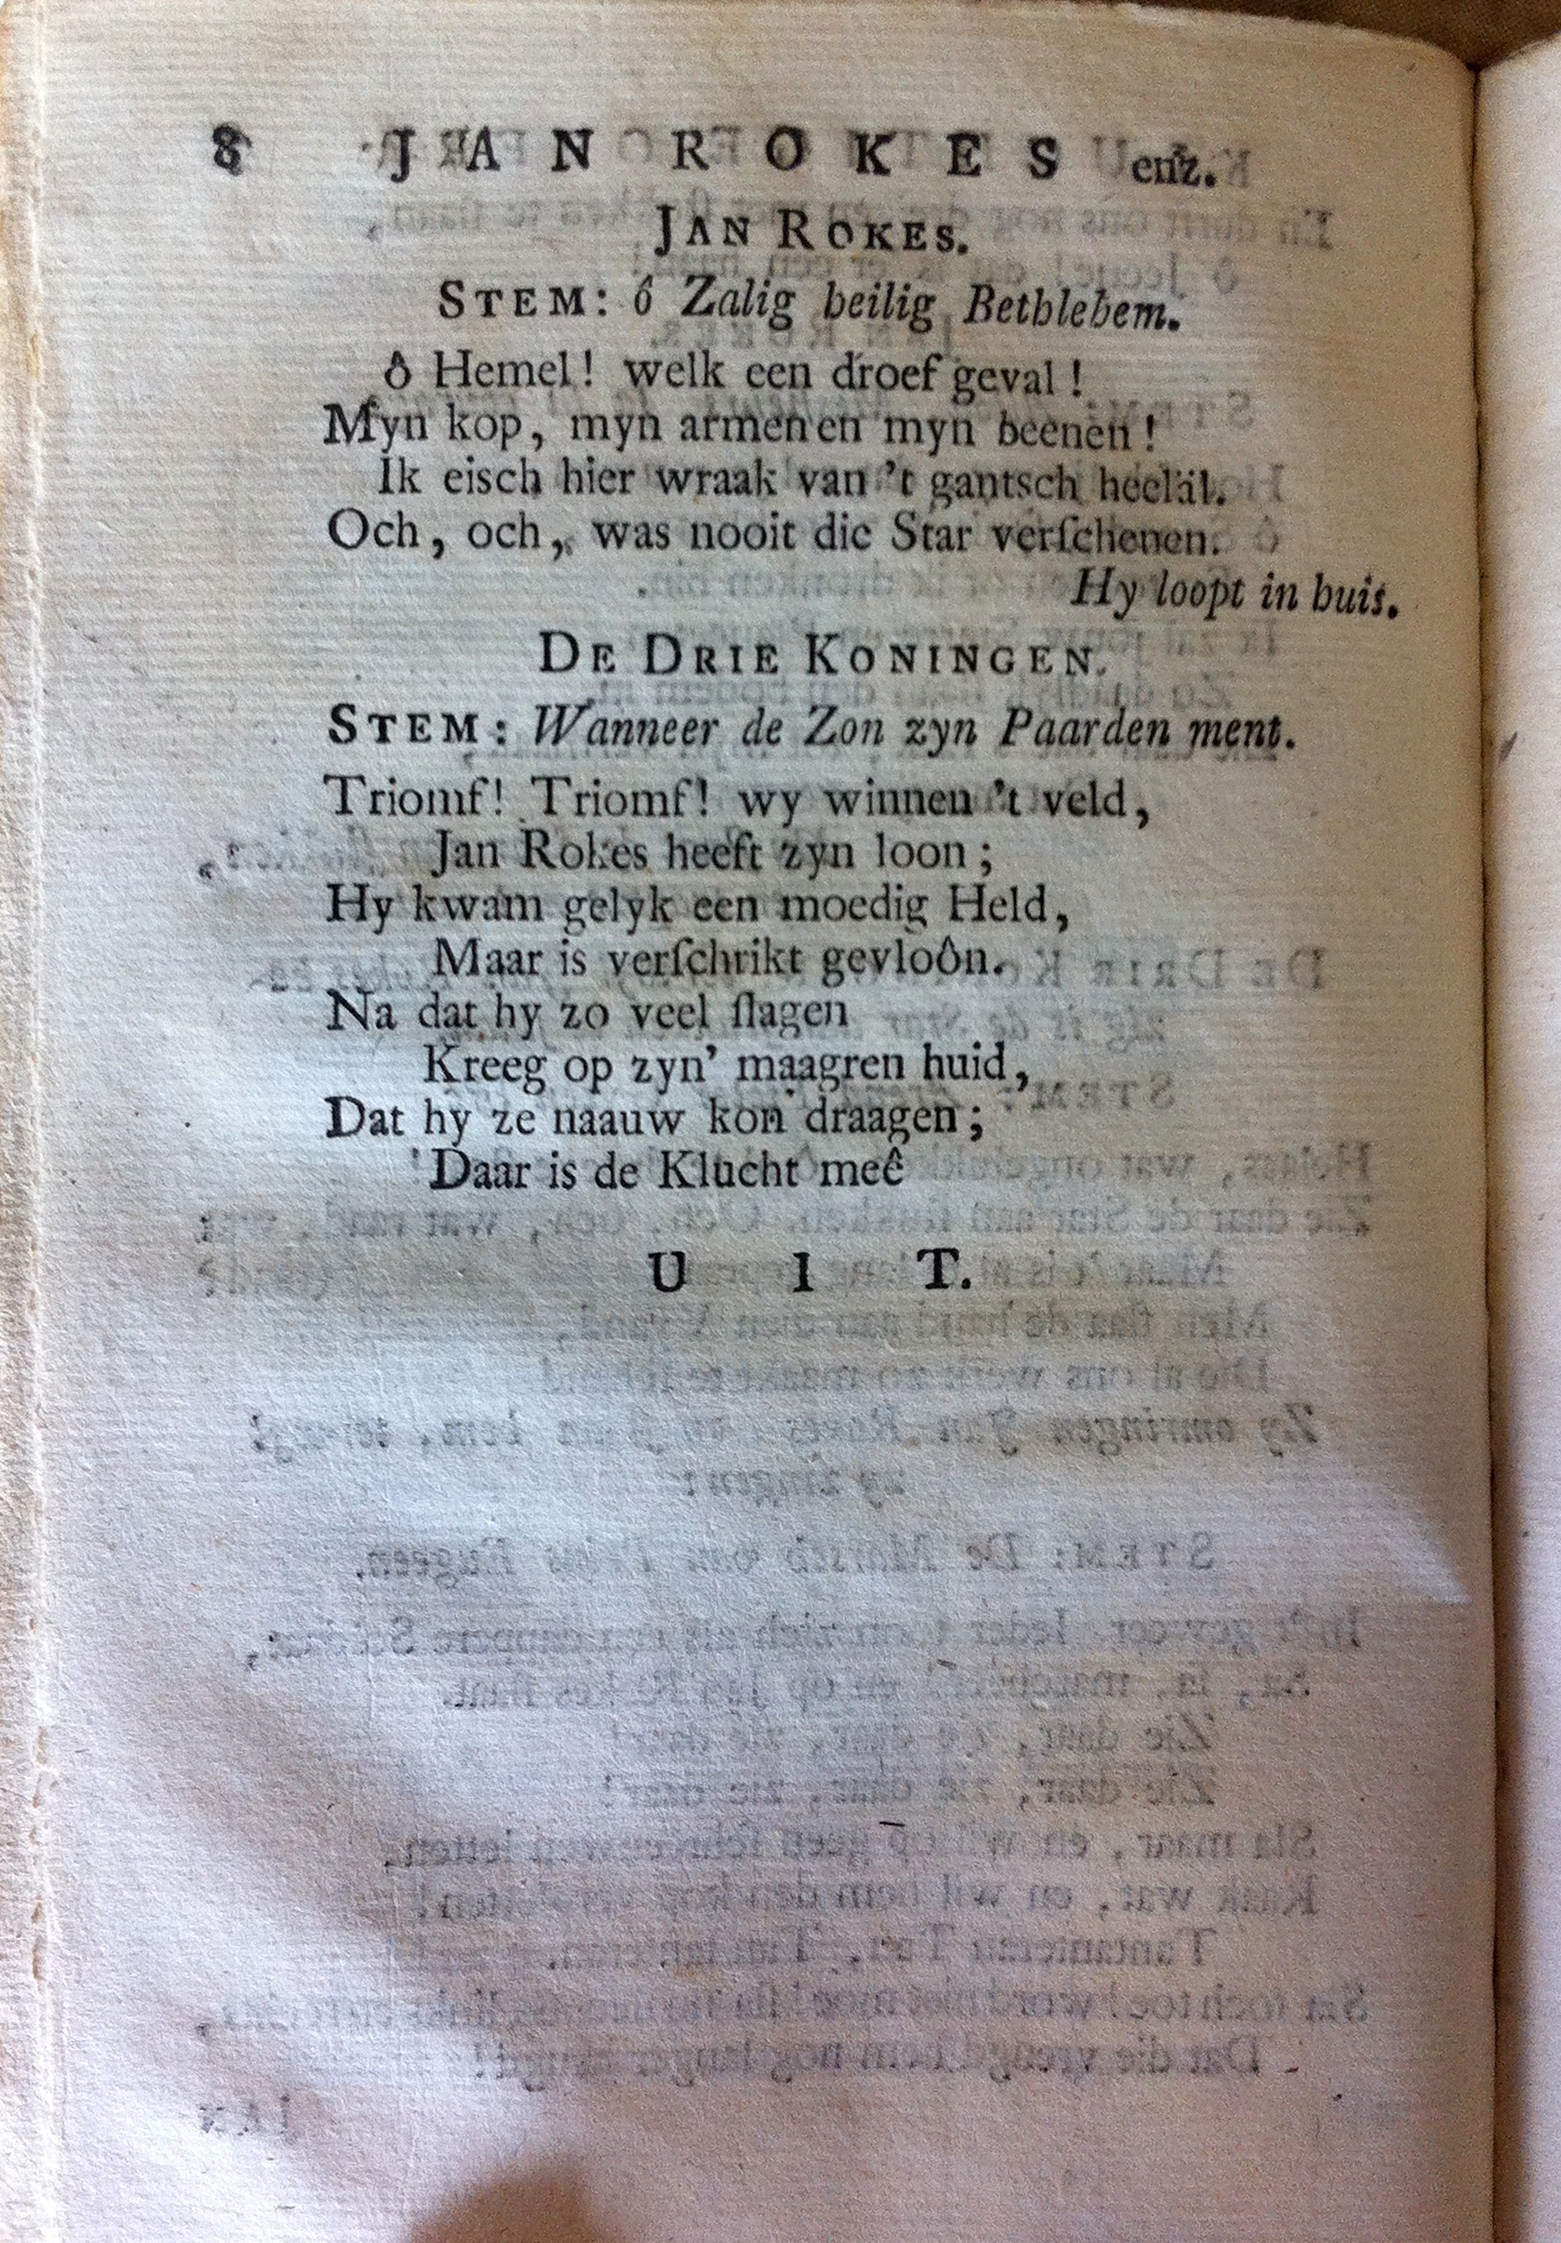 8 JAN ROKES enz.
JAN ROKES.
STEM: ô Zalig heilig Bethlehem.
ô Hemel! welk een droef geval!
Myn kop, myn armen en myn beenen!
Ik eisch hier wraak van 't gantsch heeläl.
Och, och, was nooit die Star verſchenen.
Hy loopt in huis.
DE DRIE KONINGEN.
STEM: Wanneer de Zon zyn Paarden ment.
Triomf! Triomf! wy winnen 't veld,
Jan Rokes heeft zyn loon;
Hy kwam gelyk een moedig Held,
Maar is verſchrikt gevloôn.
Na dat hy zo veel ſlagen
Kreeg op zyn' maagren huid,
Dat hy ze naauw kon draagen;
Daar is de Klucht meê
UIT.